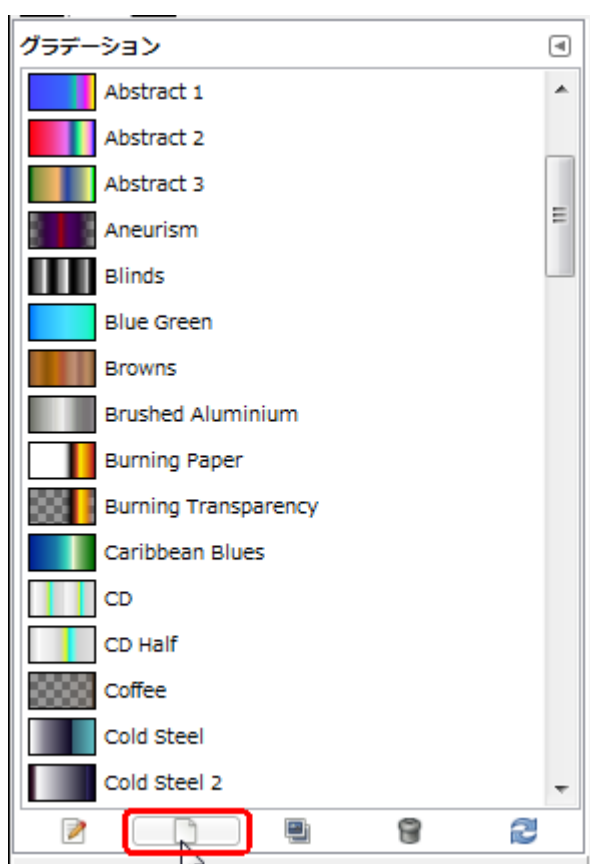 グラデーション
Abstract 1
Abstract 2
Abstract 3
Aneurism
Blinds
Blue Green
Browns
Brushed Aluminium
Burning Paper
Burning Transparency
Caribbean Blues
CD
CD Half
Coffee
Cold Steel
Cold Steel 2